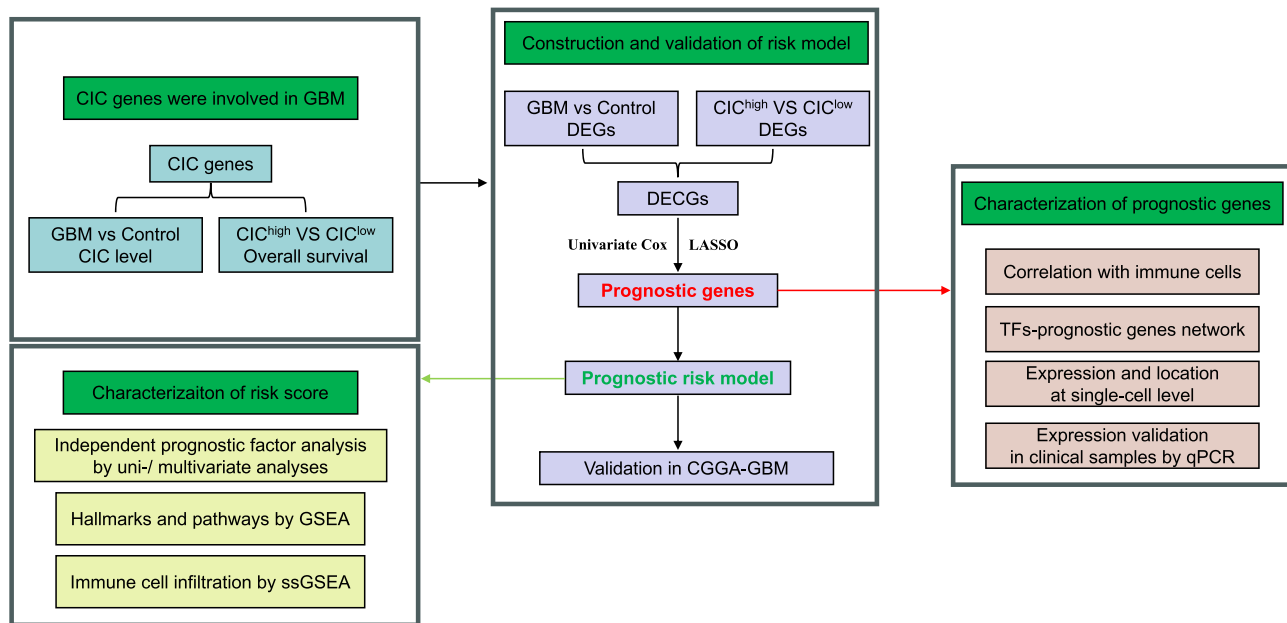 CIC genes were involved in GBM
CIC genes
GBM vs Control
CIC level
CIChigh VS CIClow
Overall survival
Construction and validation of risk model
GBM vs Control
DEGs
CIChigh VS CIClow
DEGs
DECGs
Univariate Cox
LASSO
Prognostic genes
Prognostic risk model
Validation in CGGA-GBM
Characterizaiton of risk score
Independent prognostic factor analysis
by uni-/ multivariate analyses
Hallmarks and pathways by GSEA
Immune cell infiltration by ssGSEA
Characterization of prognostic genes
Correlation with immune cells
TFs-prognostic genes network
Expression and location
at single-cell level
Expression validation
in clinical samples by qPCR